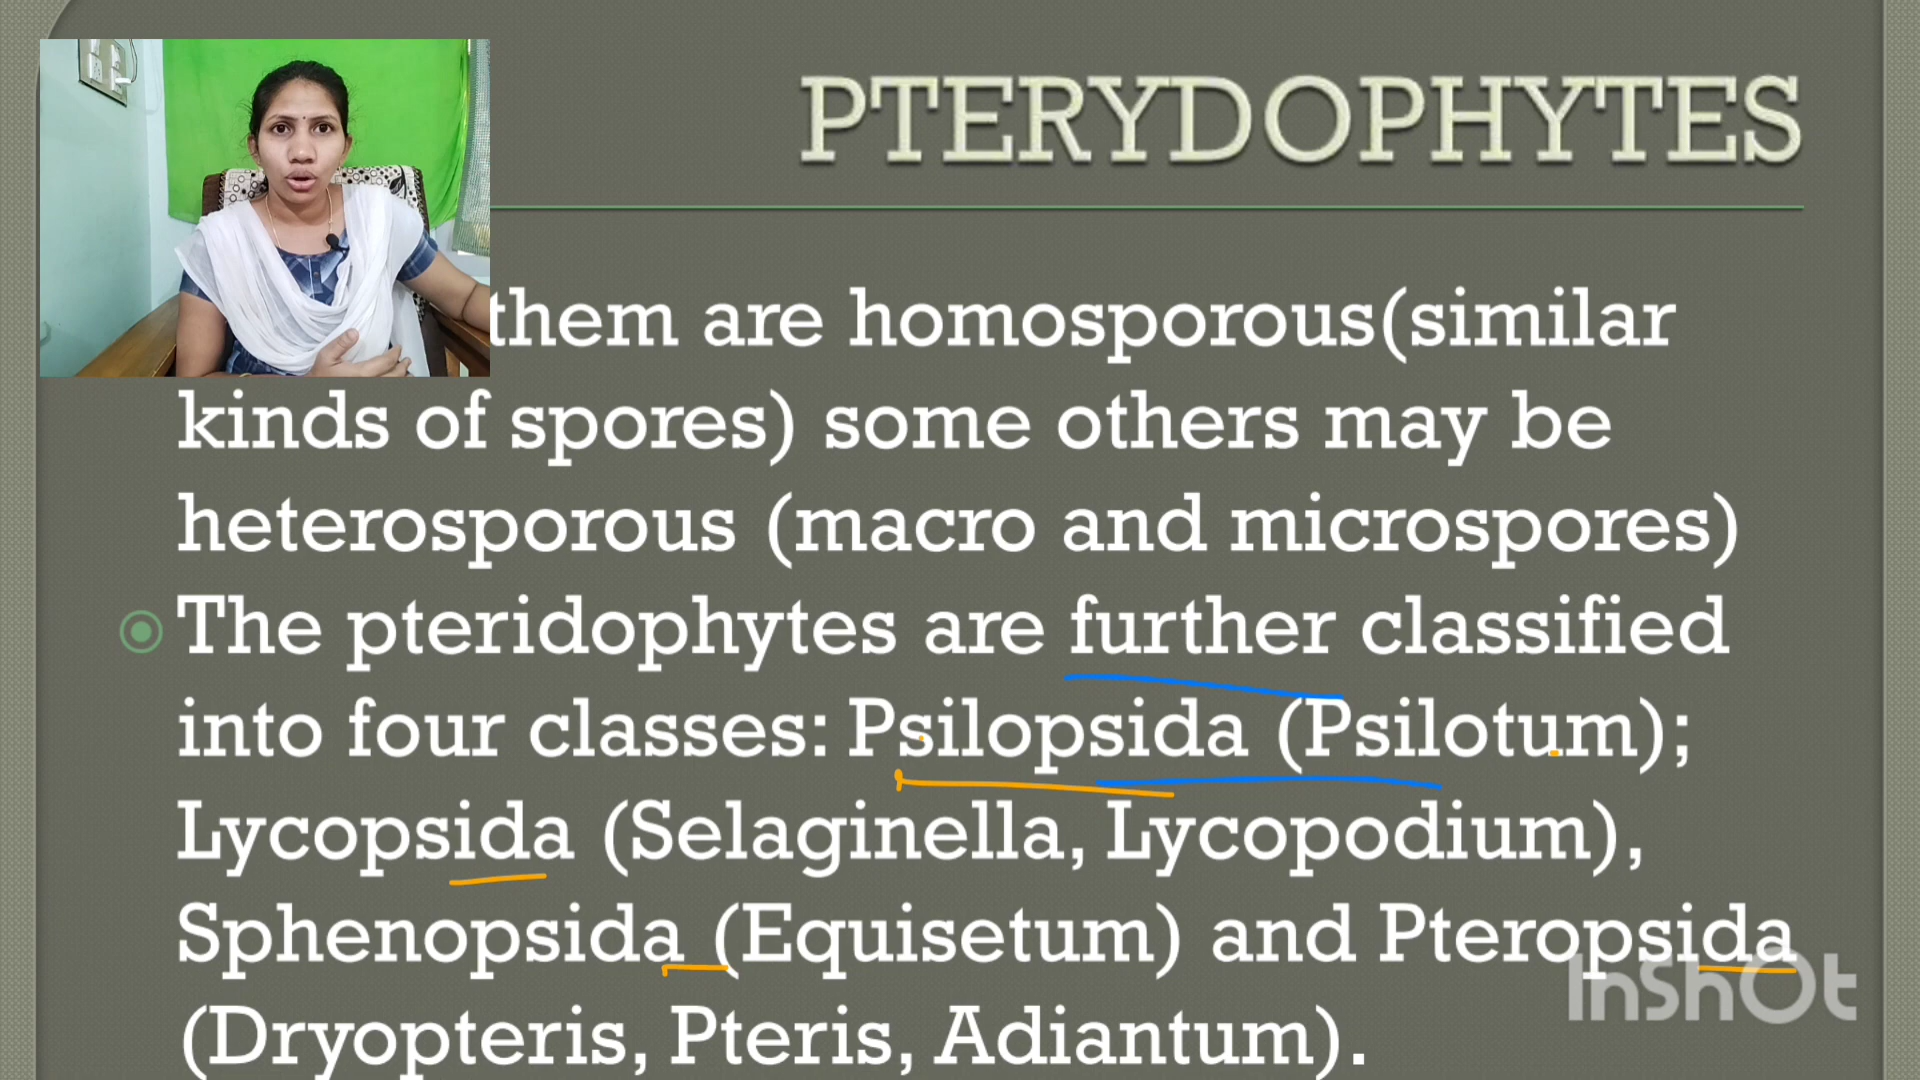 PTERYDOPHYTES
them are homosporous(similar
kinds of spores) some others may be
heterosporous (macro and microspores)
The pteridophytes are further classified
into four classes: Psilopsida (Psilotum);
Lycopsida (Selaginella, Lycopodium),
Sphenopsida (Equisetum) and Pteropsida
(Dryopteris, Pteris, Adiantum).
InShOt